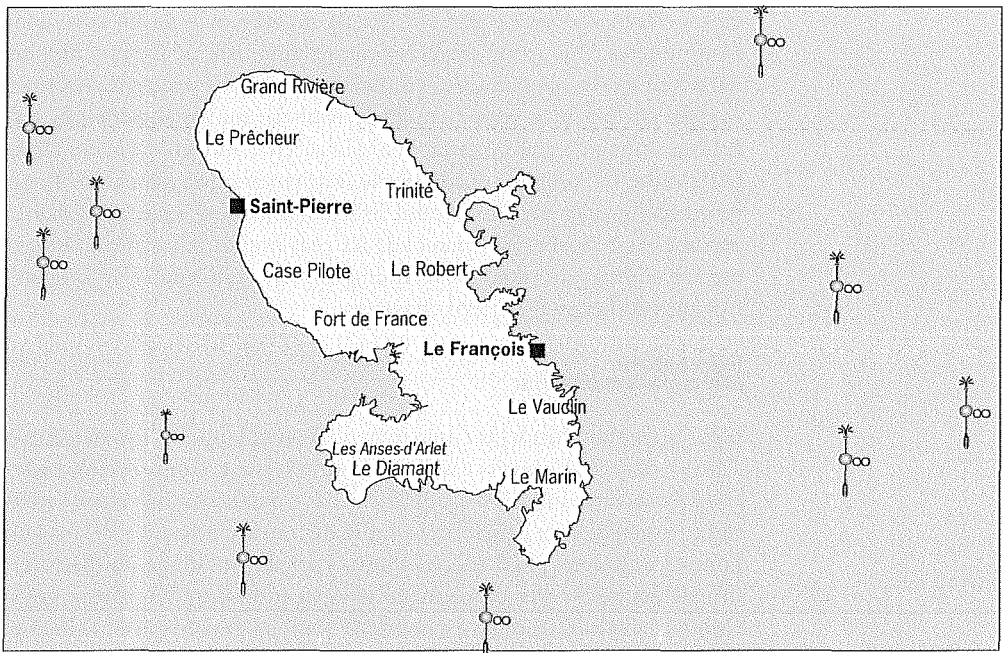 Grand Rivière
Le Prêcheur
Trinité
Saint-Pierre
Case Pilote
Le Robert
Fort de France
Le François
Le Vauclin
Les Anses-d'Arlet
Le Diamant
Le Marin